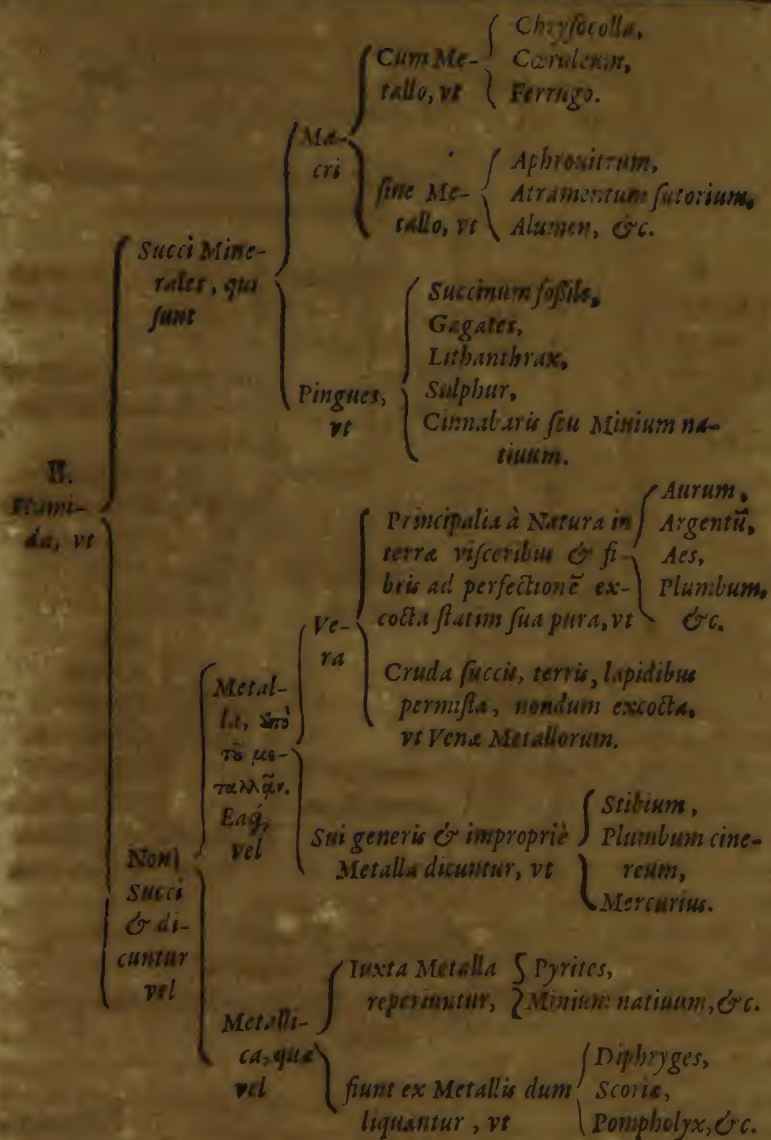 II.
Humi-
da, vt
Succi Mine-
rales, qui
sunt
Ma-
cri
Cum Me-
tallo, vt
Chrysocolla,
Cœruleum,
Ferrugo.
sine Me-
tallo, vt
Aphronitrum,
Atramentum sutorium,
Alumen, &c.
Pingues,
vt
Succinum fossile,
Gagates,
Lithanthrax,
Sulphur,
Cinnabaris seu Minium na-
tiuum.
Non
Succi
& di-
cuntur
vel
Metal-
la, ἀπὸ
τοῦ με-
ταλλᾷν.
Eaq́,
vel
Ve-
ra
Principalia à Natura in
terræ visceribus & fi-
bris ad perfectionē ex-
cocta statim sua pura, vt
Aurum,
Argentū,
Aes,
Plumbum,
&c.
Cruda succis, terris, lapidibus
permista, nondum excocta,
vt Venæ Metallorum.
Sui generis & impropriè
Metalla dicuntur, vt
Stibium,
Plumbum cine-
reum,
Mercurius.
Metalli-
ca, quæ
vel
Iuxta Metalla
reperiuntur,
Pyrites,
Minium natiuum, &c.
fiunt ex Metallis dum
liquantur, vt
Diphryges,
Scoriæ,
Pompholyx, &c.